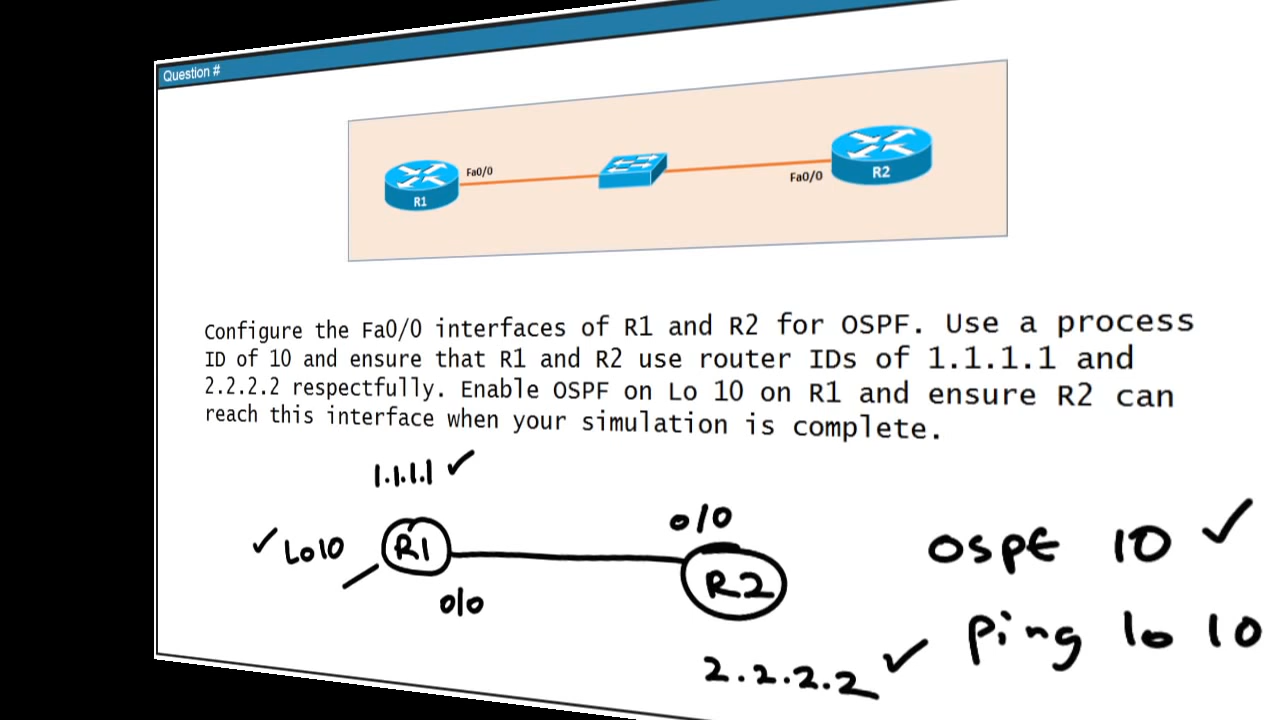 Question #
Fa0/0
R1
Fa0/0
R2
Configure the Fa0/0 interfaces of R1 and R2 for OSPF. Use a process
ID of 10 and ensure that R1 and R2 use router IDs of 1.1.1.1 and
2.2.2.2 respectfully. Enable OSPF on Lo 10 on R1 and ensure R2 can
reach this interface when your simulation is complete.
1.1.1.1 ✓
✓ Lo10
R1
0/0
0/0
R2
2.2.2.2 ✓
OSPF 10 ✓
Ping lo 10